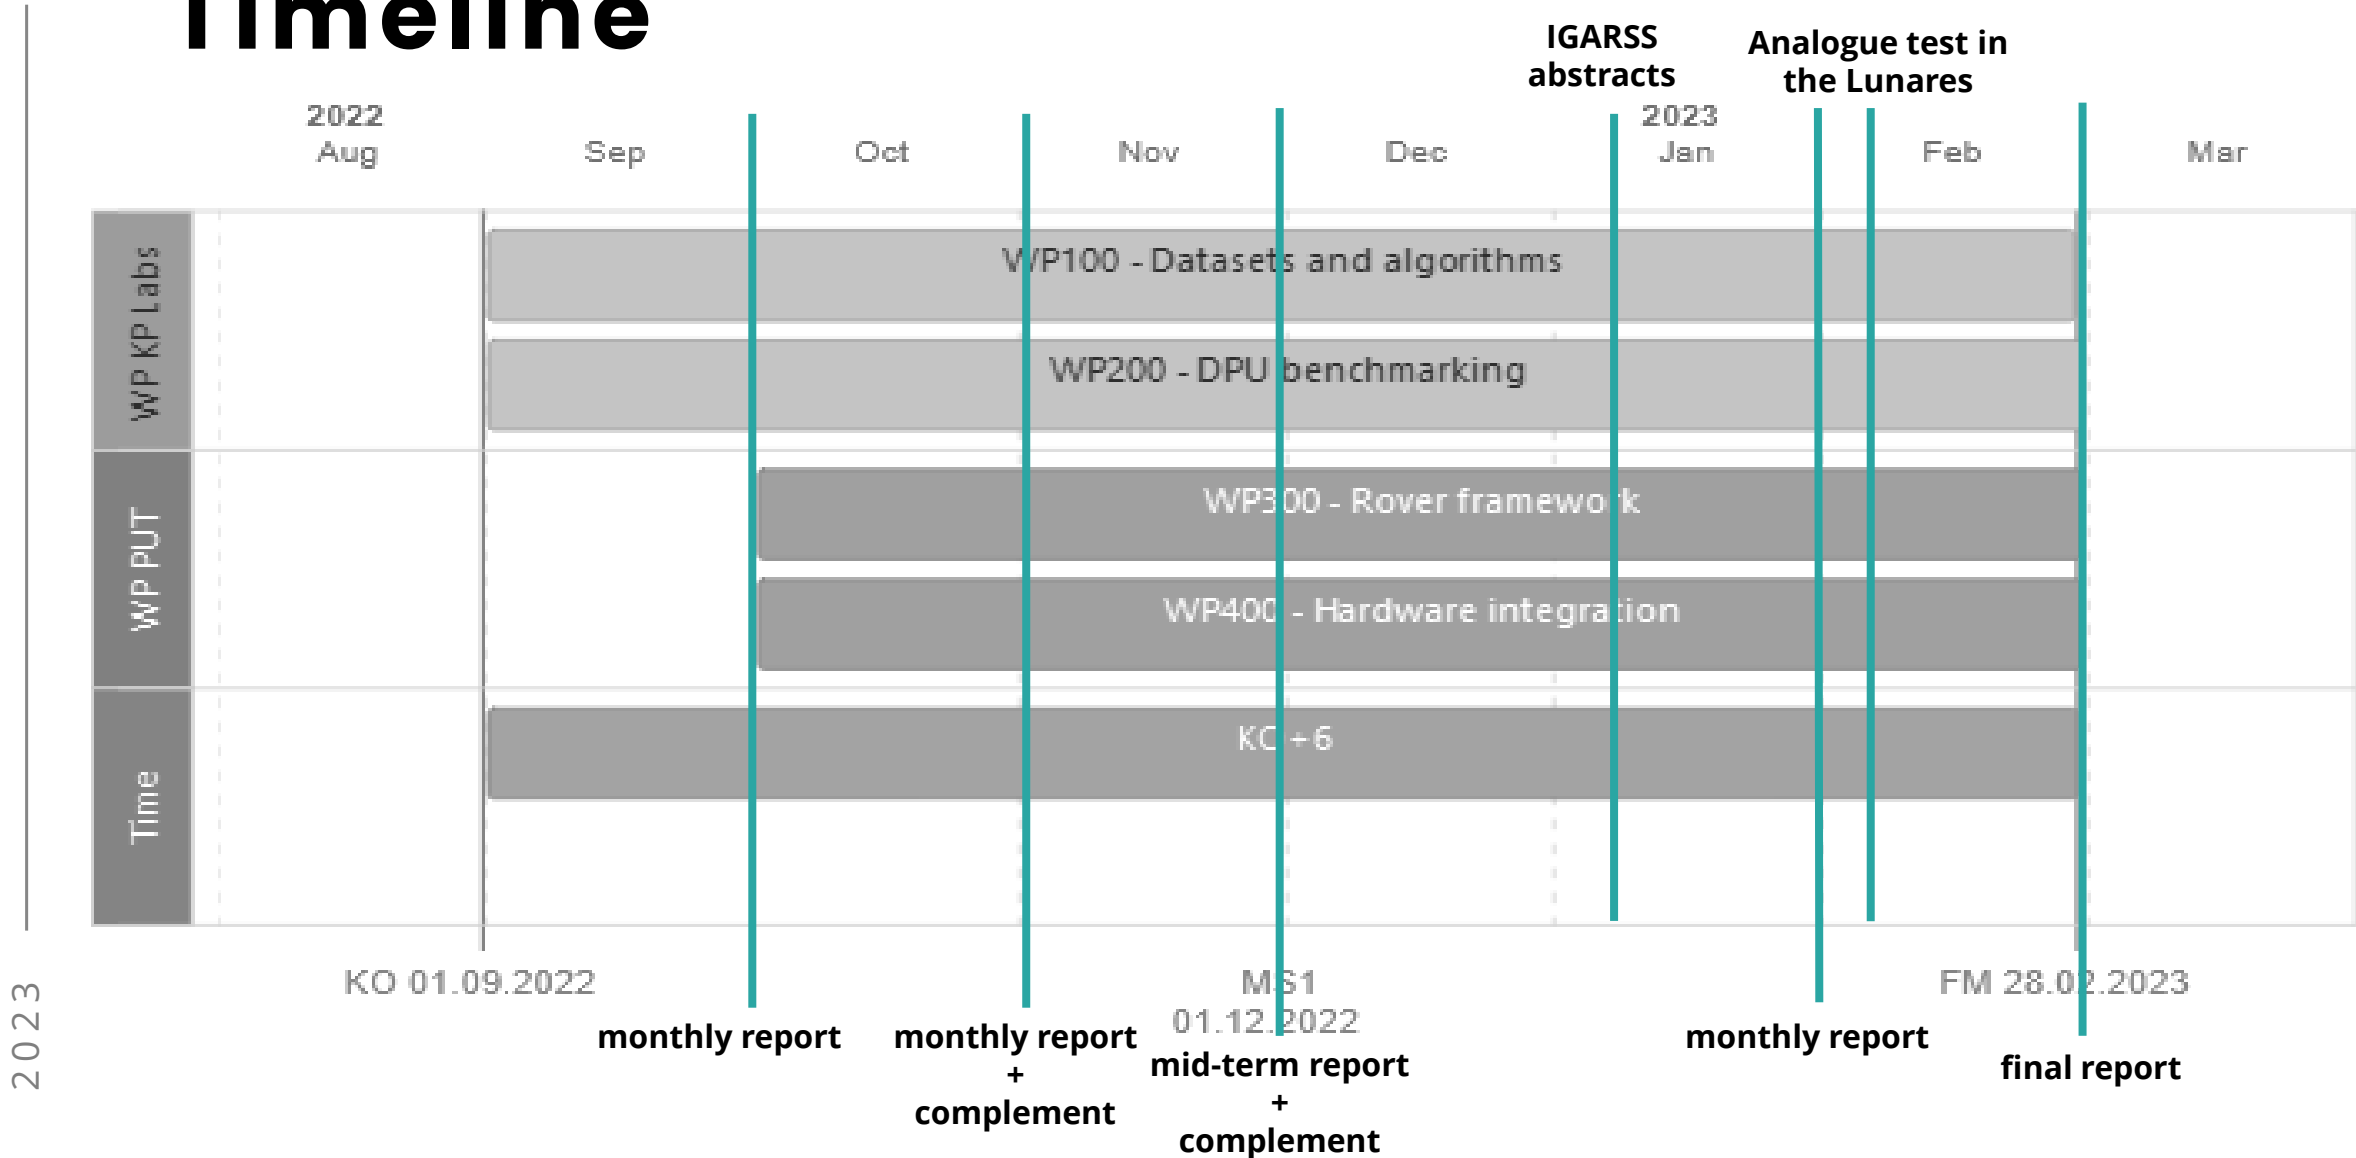 Timeline
IGARSS
abstracts
Analogue test in
the Lunares
2022
2023
Aug
Sep
Oct
Nov
Dec
Jan
Feb
Mar
WP KP Labs
WP100 - Datasets and algorithms
WP200 - DPU benchmarking
WP PUT
WP300 - Rover framework
WP400 - Hardware integration
Time
KO +6
KO 01.09.2022
MS1
01.12.2022
FM 28.02.2023
monthly report
monthly report
+
complement
mid-term report
+
complement
monthly report
final report
2023